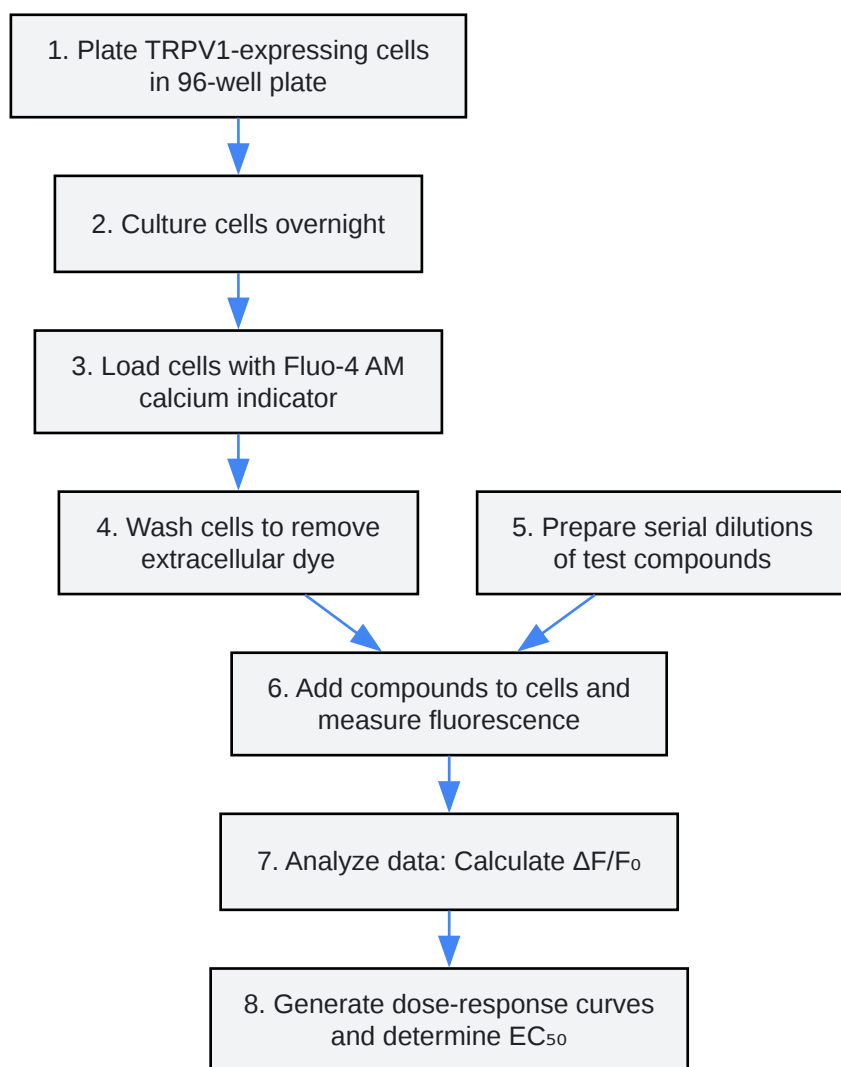 1. Plate TRPV1-expressing cells
in 96-well plate
2. Culture cells overnight
3. Load cells with Fluo-4 AM
calcium indicator
4. Wash cells to remove
extracellular dye
5. Prepare serial dilutions
of test compounds
6. Add compounds to cells and
measure fluorescence
7. Analyze data: Calculate ΔF/F₀
8. Generate dose-response curves
and determine EC₅₀